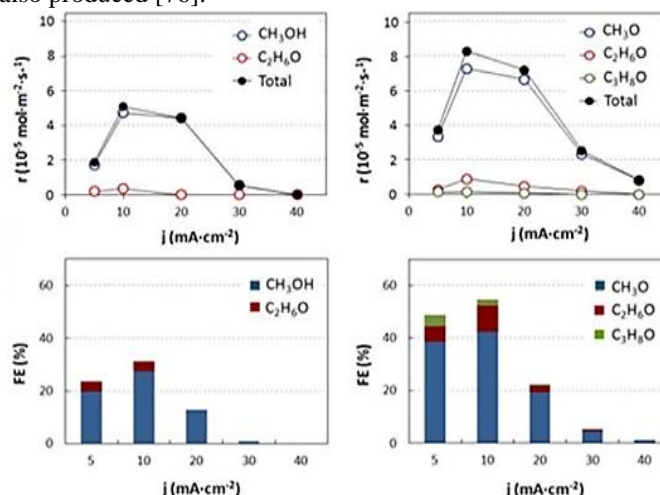 also produced
10
8
6
4
2
0
r (10⁻⁵ mol·m⁻²·s⁻¹)
CH₃OH
C₂H₆O
Total
0 10 20 30 40
j (mA·cm⁻²)
10
8
6
4
2
0
r (10⁻⁵ mol·m⁻²·s⁻¹)
CH₃O
C₂H₆O
C₃H₈O
Total
0 10 20 30 40
j (mA·cm⁻²)
60
40
20
0
FE (%)
CH₃OH
C₂H₆O
5 10 20 30 40
j (mA·cm⁻²)
60
40
20
0
FE (%)
CH₃O
C₂H₆O
C₃H₈O
5 10 20 30 40
j (mA·cm⁻²)